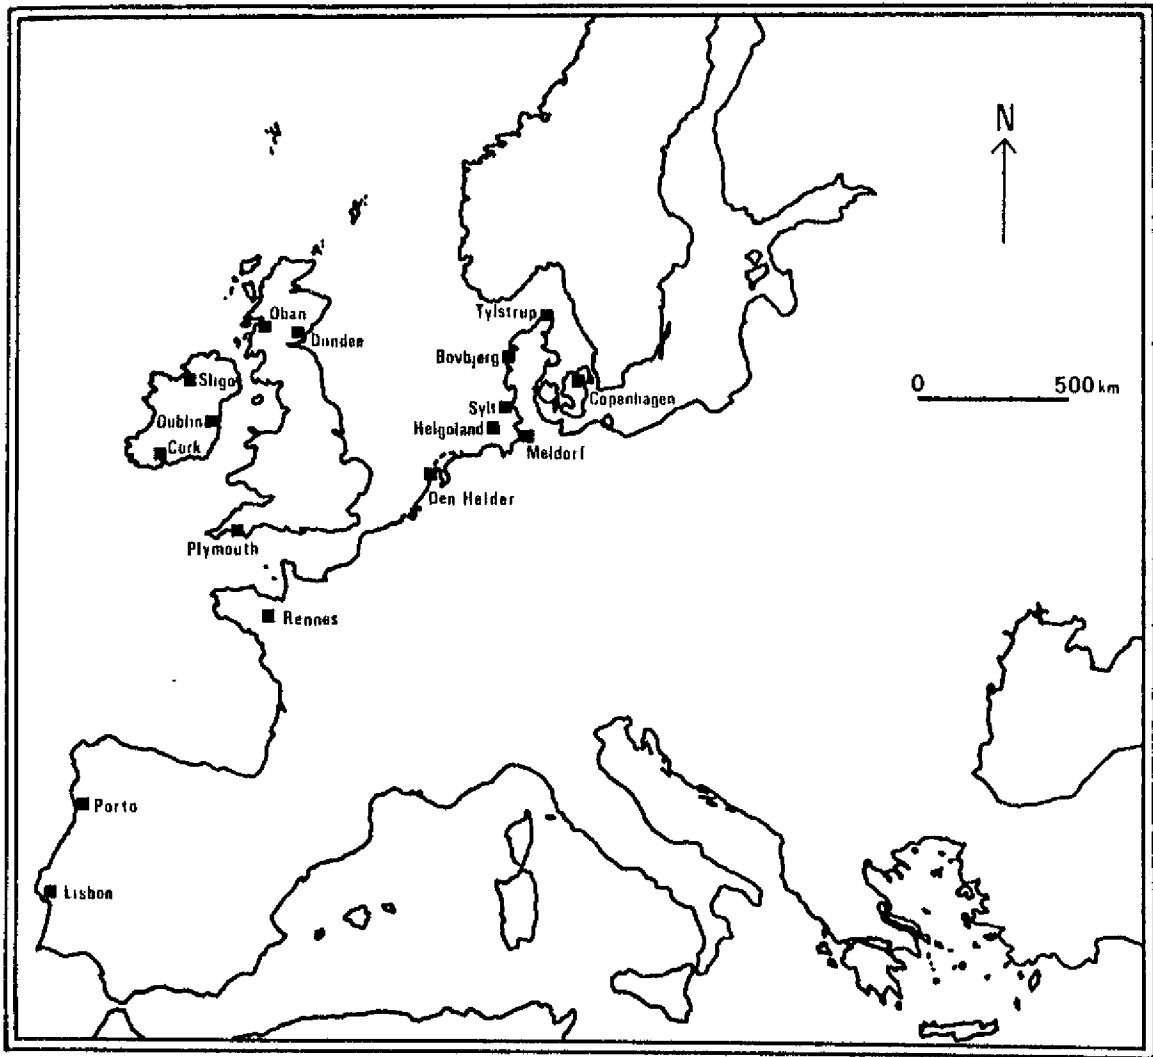 N
Oban
Dundee
Tylstrup
Bovbjerg
Sligo
0 500 km
Copenhagen
Sylt
Dublin
Helgoland
Meldorf
Cork
Den Helder
Plymouth
Rennes
Porto
Lisbon